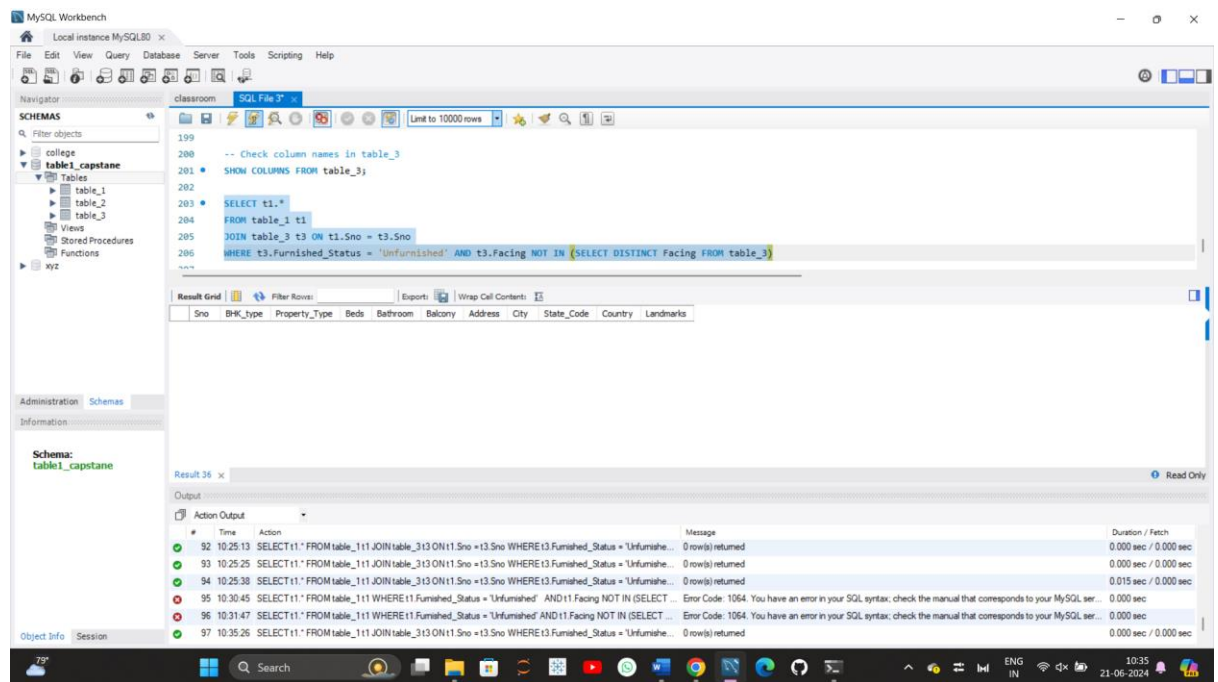 MySQL Workbench
Local instance MySQL80 ×
File Edit View Query Database Server Tools Scripting Help
Navigator
classroom SQL File 3* ×
SCHEMAS
Filter objects
Limit to 10000 rows
college
table1_capstane
Tables
table_1
table_2
table_3
Views
Stored Procedures
Functions
xyz
199
200 -- Check column names in table_3
201 SHOW COLUMNS FROM table_3;
202
203 SELECT t1.*
204 FROM table_1 t1
205 JOIN table_3 t3 ON t1.Sno = t3.Sno
206 WHERE t3.Furnished_Status = 'Unfurnished' AND t3.Facing NOT IN (SELECT DISTINCT Facing FROM table_3)
207
Result Grid Filter Rows: Export: Wrap Cell Content:
Sno BHK_type Property_Type Beds Bathroom Balcony Address City State_Code Country Landmarks
Administration Schemas
Information
Schema:
table1_capstane
Result 36 × Read Only
Output
Action Output
# Time Action Message Duration / Fetch
92 10:25:13 SELECT t1.* FROM table_1 t1 JOIN table_3 t3 ON t1.Sno = t3.Sno WHERE t3.Furnished_Status = 'Unfurnishe... 0 row(s) returned 0.000 sec / 0.000 sec
93 10:25:25 SELECT t1.* FROM table_1 t1 JOIN table_3 t3 ON t1.Sno = t3.Sno WHERE t3.Furnished_Status = 'Unfurnishe... 0 row(s) returned 0.000 sec / 0.000 sec
94 10:25:38 SELECT t1.* FROM table_1 t1 JOIN table_3 t3 ON t1.Sno = t3.Sno WHERE t3.Furnished_Status = 'Unfurnishe... 0 row(s) returned 0.015 sec / 0.000 sec
95 10:30:45 SELECT t1.* FROM table_1 t1 WHERE t1.Furnished_Status = 'Unfurnished' AND t1.Facing NOT IN (SELECT ... Error Code: 1064. You have an error in your SQL syntax; check the manual that corresponds to your MySQL ser... 0.000 sec
96 10:31:47 SELECT t1.* FROM table_1 t1 WHERE t1.Furnished_Status = 'Unfurnished' AND t1.Facing NOT IN (SELECT ... Error Code: 1064. You have an error in your SQL syntax; check the manual that corresponds to your MySQL ser... 0.000 sec
97 10:35:26 SELECT t1.* FROM table_1 t1 JOIN table_3 t3 ON t1.Sno = t3.Sno WHERE t3.Furnished_Status = 'Unfurnishe... 0 row(s) returned 0.000 sec / 0.000 sec
Object Info Session
79°
Search
ENG
IN
10:35
21-06-2024